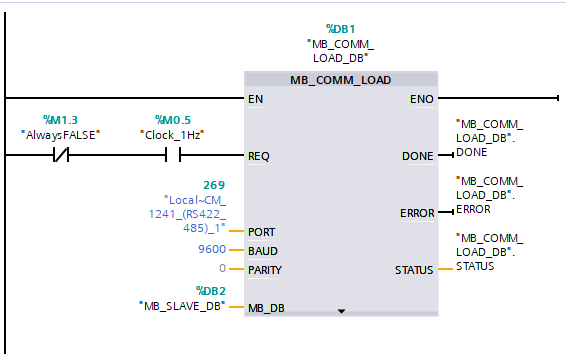 %DB1
"MB_COMM_
LOAD_DB"
MB_COMM_LOAD
EN
ENO
%M1.3
"AlwaysFALSE"
%M0.5
"Clock_1Hz"
REQ
DONE
"MB_COMM_
LOAD_DB".
DONE
ERROR
"MB_COMM_
LOAD_DB".
ERROR
269
"Local~CM_
1241_(RS422_
485)_1"
PORT
9600
BAUD
0
PARITY
STATUS
"MB_COMM_
LOAD_DB".
STATUS
%DB2
"MB_SLAVE_DB"
MB_DB